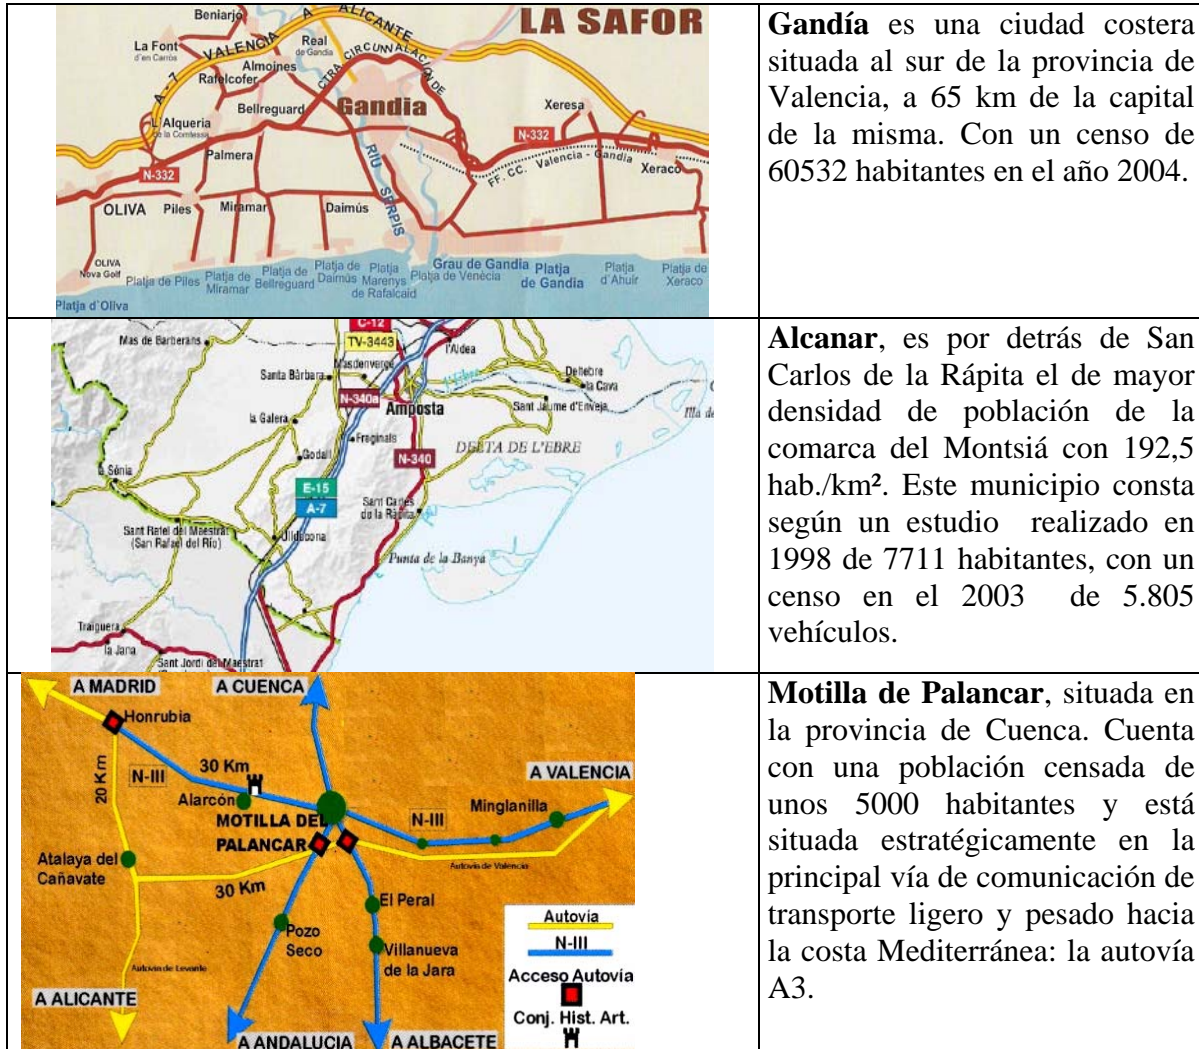 LA SAFOR
Beniarjó
A ALICANTE
La Font
d'en Carròs
VALENCIA
Real
de Gandia
Almoines
Rafelcofer
CTRA CIRCUNVALACION DE
A - 7
Bellreguard
Gandia
Xeresa
L'Alqueria
de la Comtessa
N-332
Palmera
RIU SERPIS
FF. CC. Valencia - Gandia
Xeraco
N-332
OLIVA
Piles
Miramar
Daimús
OLIVA
Nova Golf
Platja de Piles
Platja de
Miramar
Platja de
Bellreguard
Platja de
Daimús
Platja
Marenys
de Rafalcaid
Grau de Gandia
Platja de Venècia
Platja
de Gandia
Platja
d'Ahuir
Platja de
Xeraco
Platja d'Oliva
Gandía es una ciudad costera
situada al sur de la provincia de
Valencia, a 65 km de la capital
de la misma. Con un censo de
60532 habitantes en el año 2004.
C-12
TV-3443
Mas de Barberans
l'Aldea
Masdenverge
Santa Bàrbara
Deltebre
la Cava
N-340a
Amposta
Sant Jaume d'Enveja
Illa de
la Galera
Freginals
DELTA DE L'EBRE
Godall
N-340
la Sénia
E-15
A-7
Sant Carles
de la Ràpita
Sant Rafel del Maestrat
(San Rafael del Río)
Ulldecona
Punta de la Banya
Traiguera
la Jana
Sant Jordi del Maestrat
Alcanar, es por detrás de San
Carlos de la Rápita el de mayor
densidad de población de la
comarca del Montsiá con 192,5
hab./km². Este municipio consta
según un estudio realizado en
1998 de 7711 habitantes, con un
censo en el 2003 de 5.805
vehículos.
A MADRID
A CUENCA
Honrubia
20 Km
N-III
30 Km
A VALENCIA
Alarcón
Minglanilla
MOTILLA DEL
PALANCAR
N-III
Atalaya del
Cañavate
Autovia de Valencia
30 Km
El Peral
Pozo
Seco
Villanueva
de la Jara
Autovia de Levante
A ALICANTE
A ANDALUCIA
A ALBACETE
Autovia
N-III
Acceso Autovía
Conj. Hist. Art.
Motilla de Palancar, situada en
la provincia de Cuenca. Cuenta
con una población censada de
unos 5000 habitantes y está
situada estratégicamente en la
principal vía de comunicación de
transporte ligero y pesado hacia
la costa Mediterránea: la autovía
A3.